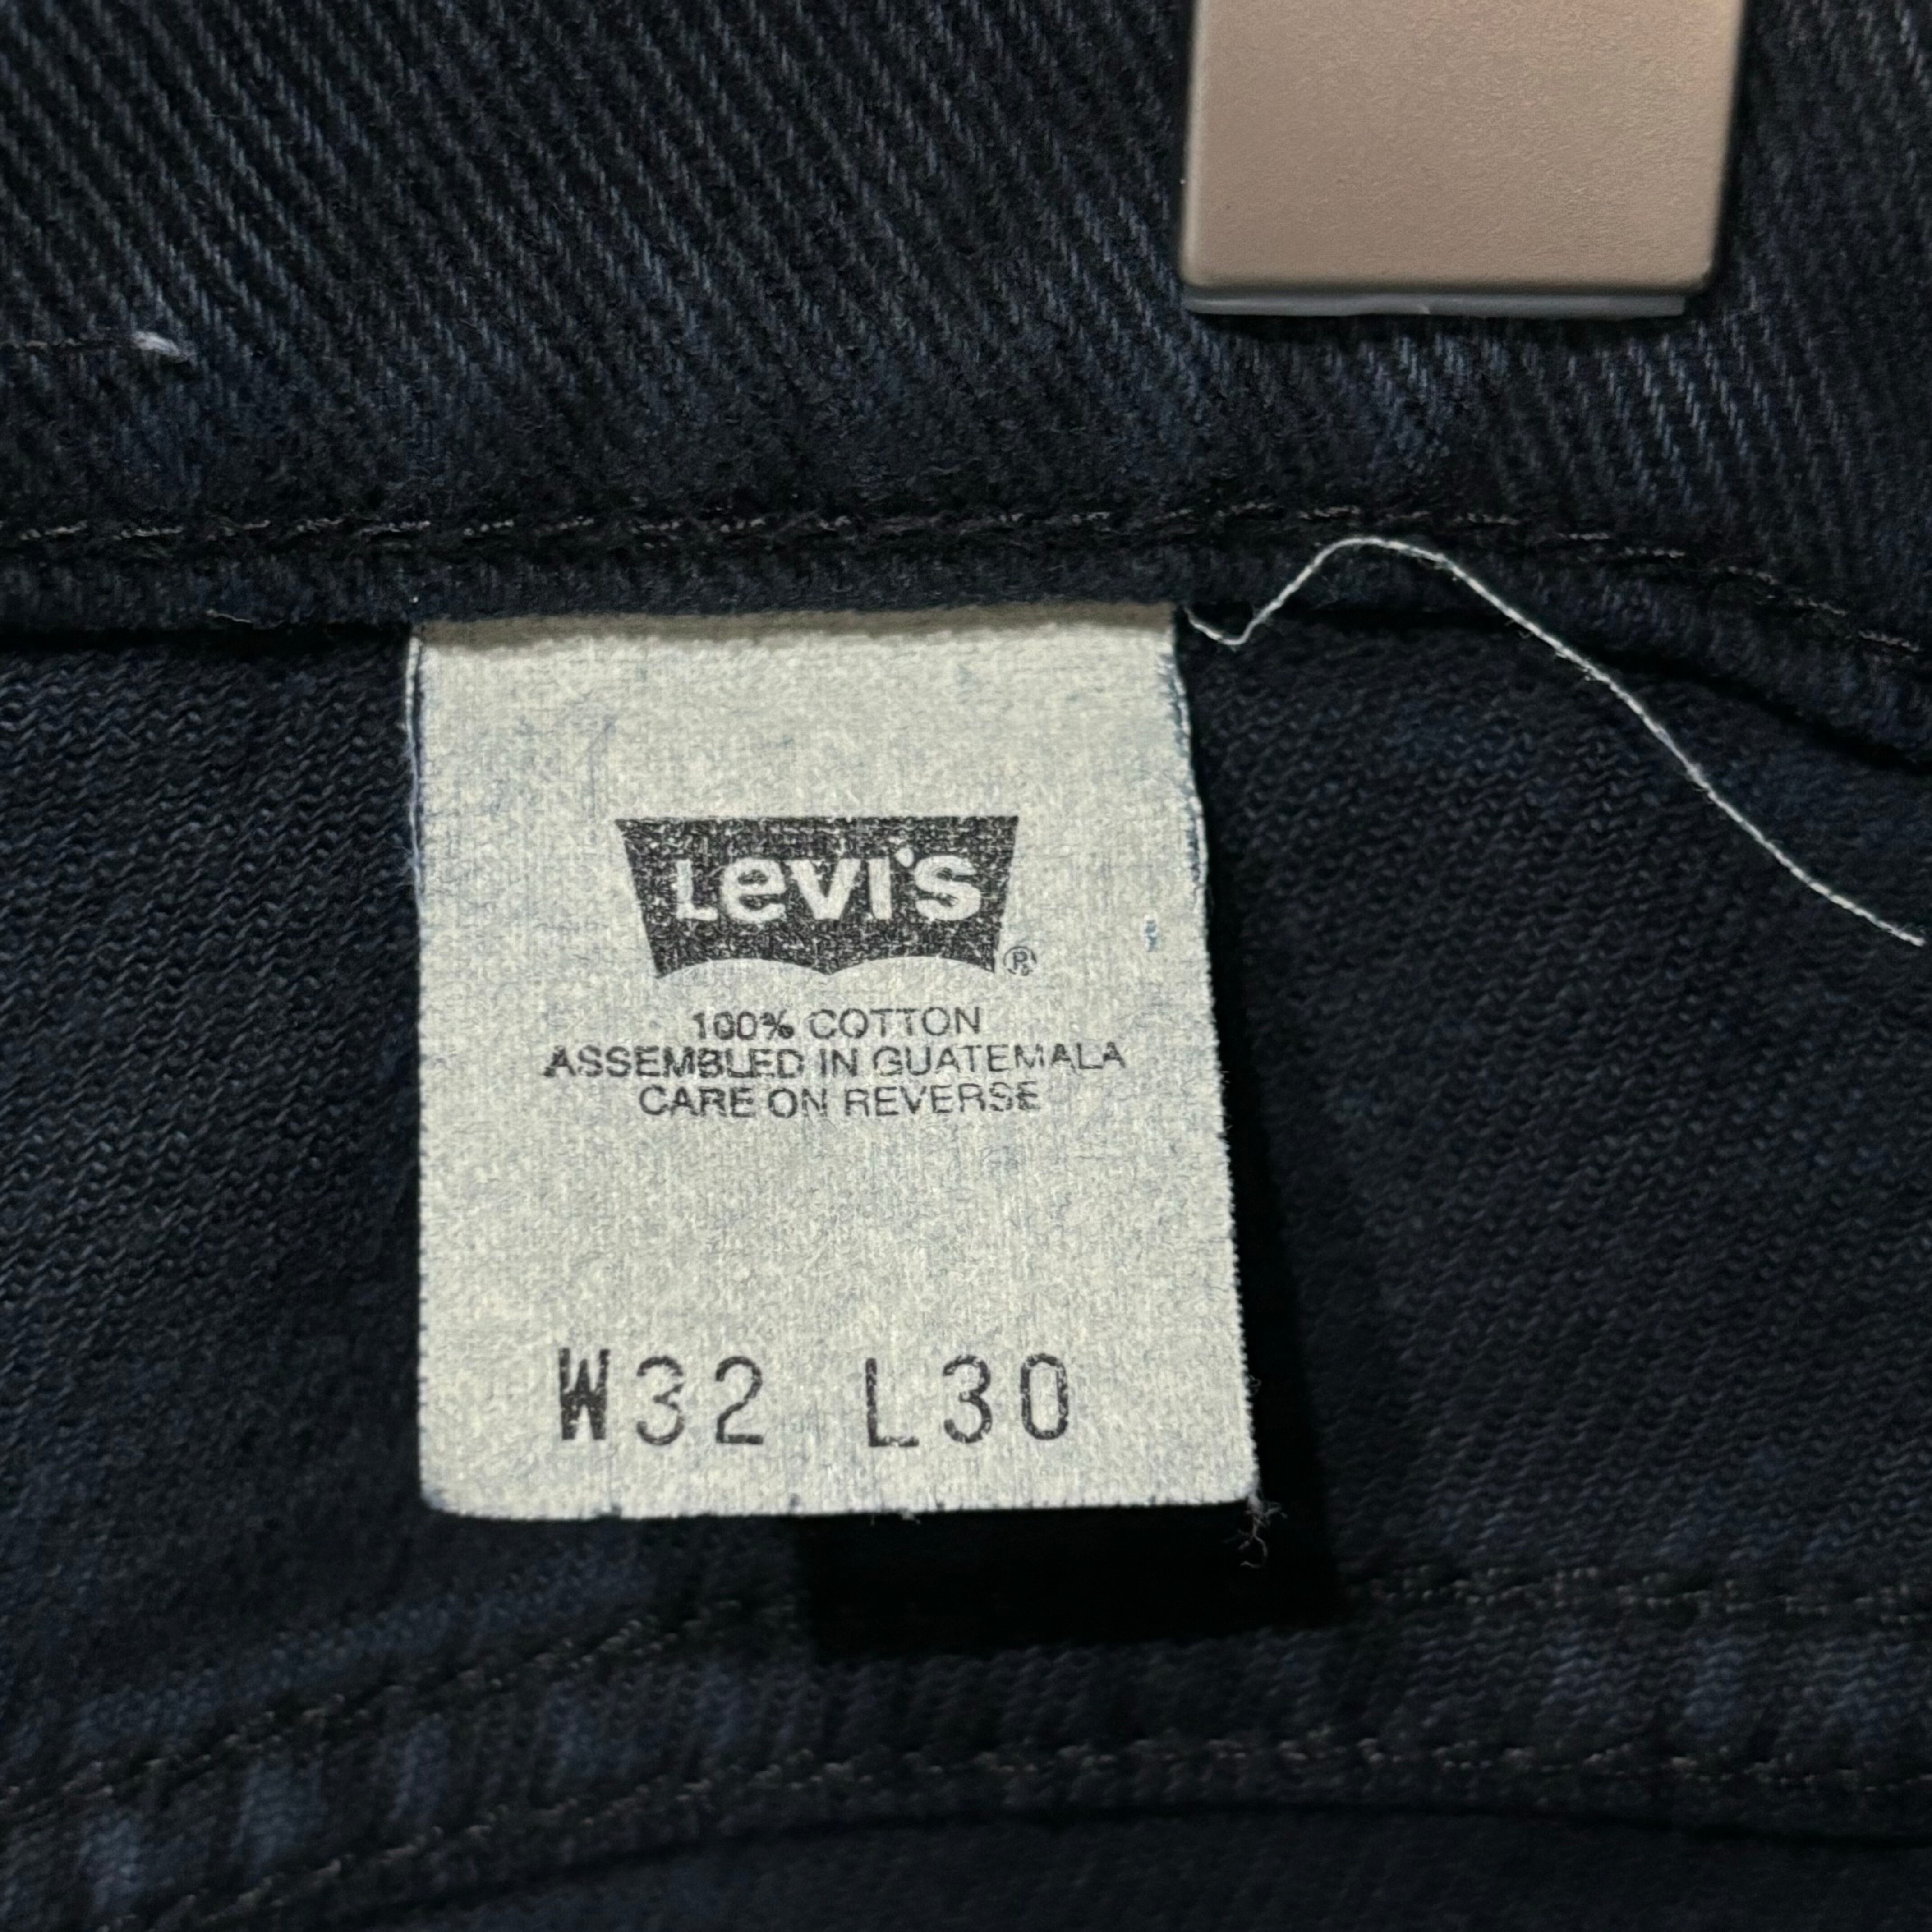 Levi's ®
100% COTTON
ASSEMBLED IN GUATEMALA
CARE ON REVERSE
W32 L30